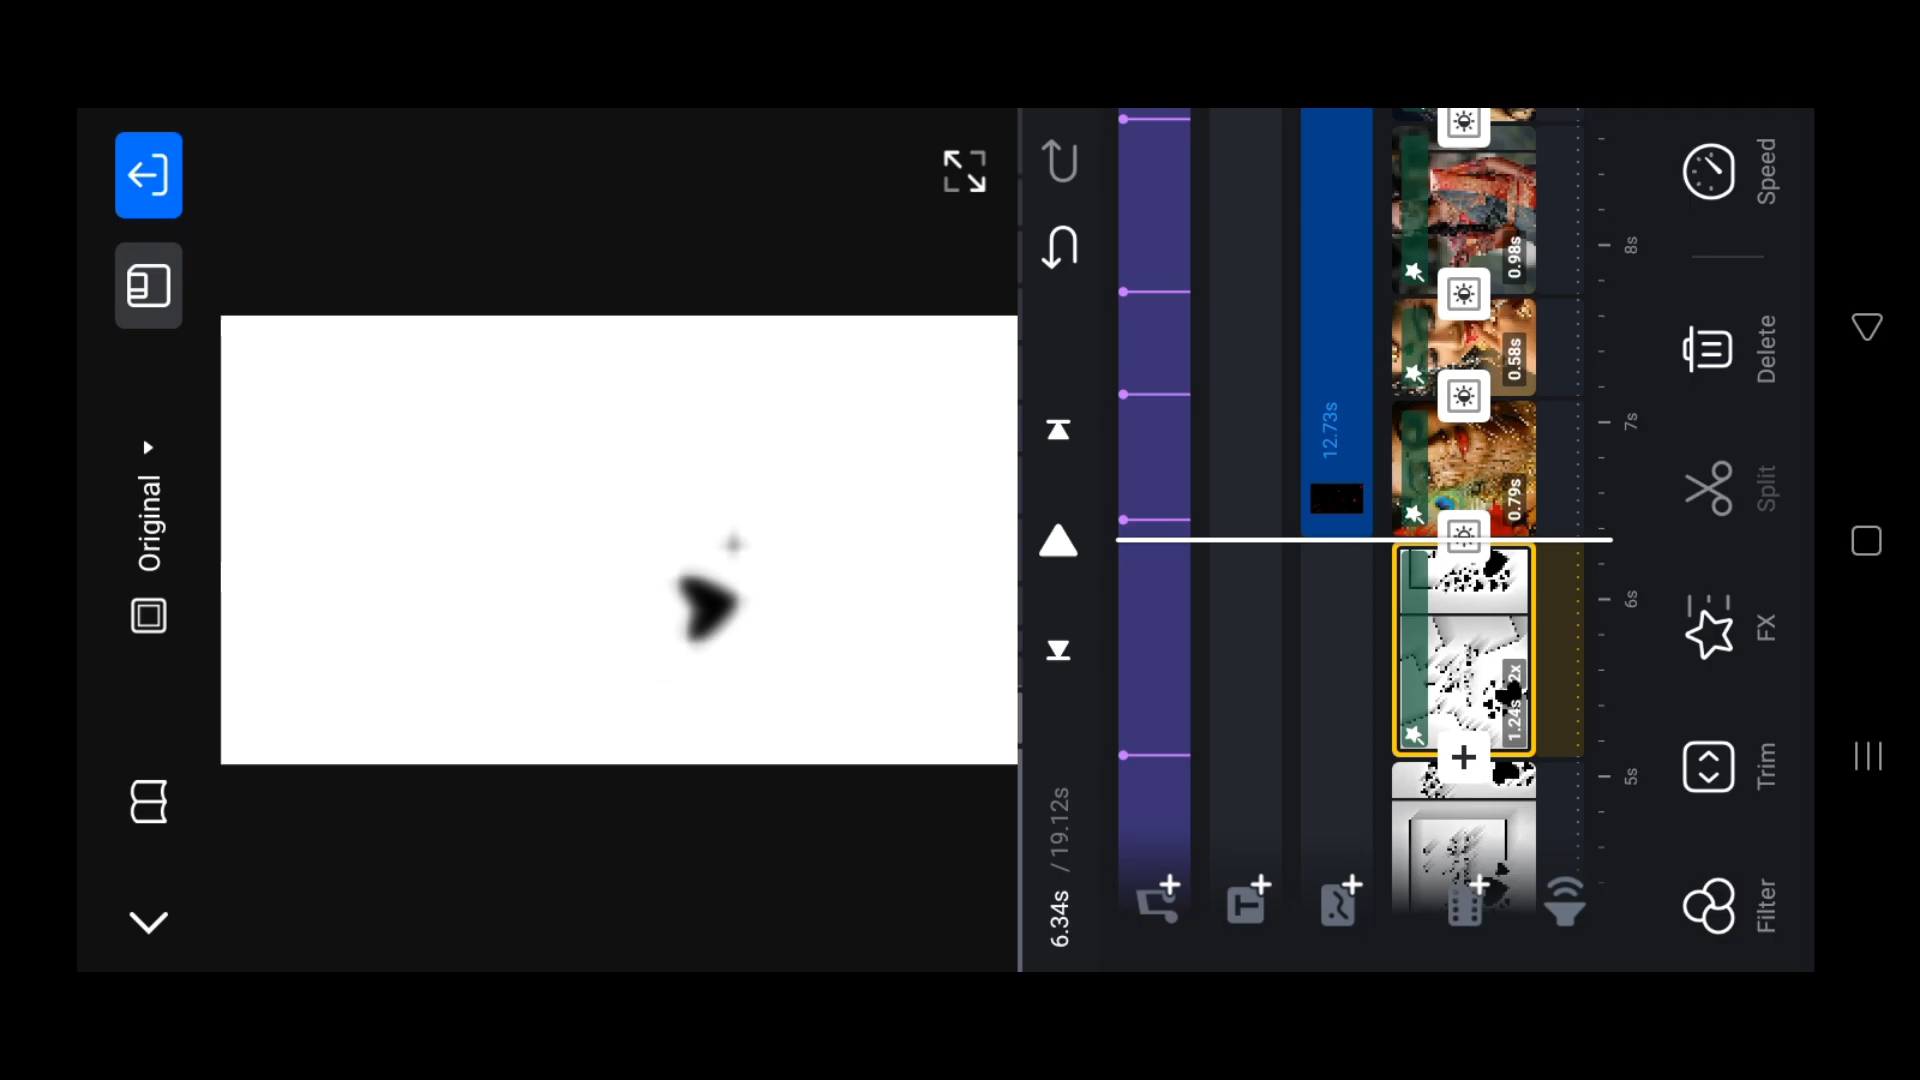 Original
6.34s / 19.12s
12.73s
0.98s
0.58s
0.79s
1.24s 2x
8s
7s
6s
5s
Filter
Trim
FX
Split
Delete
Speed